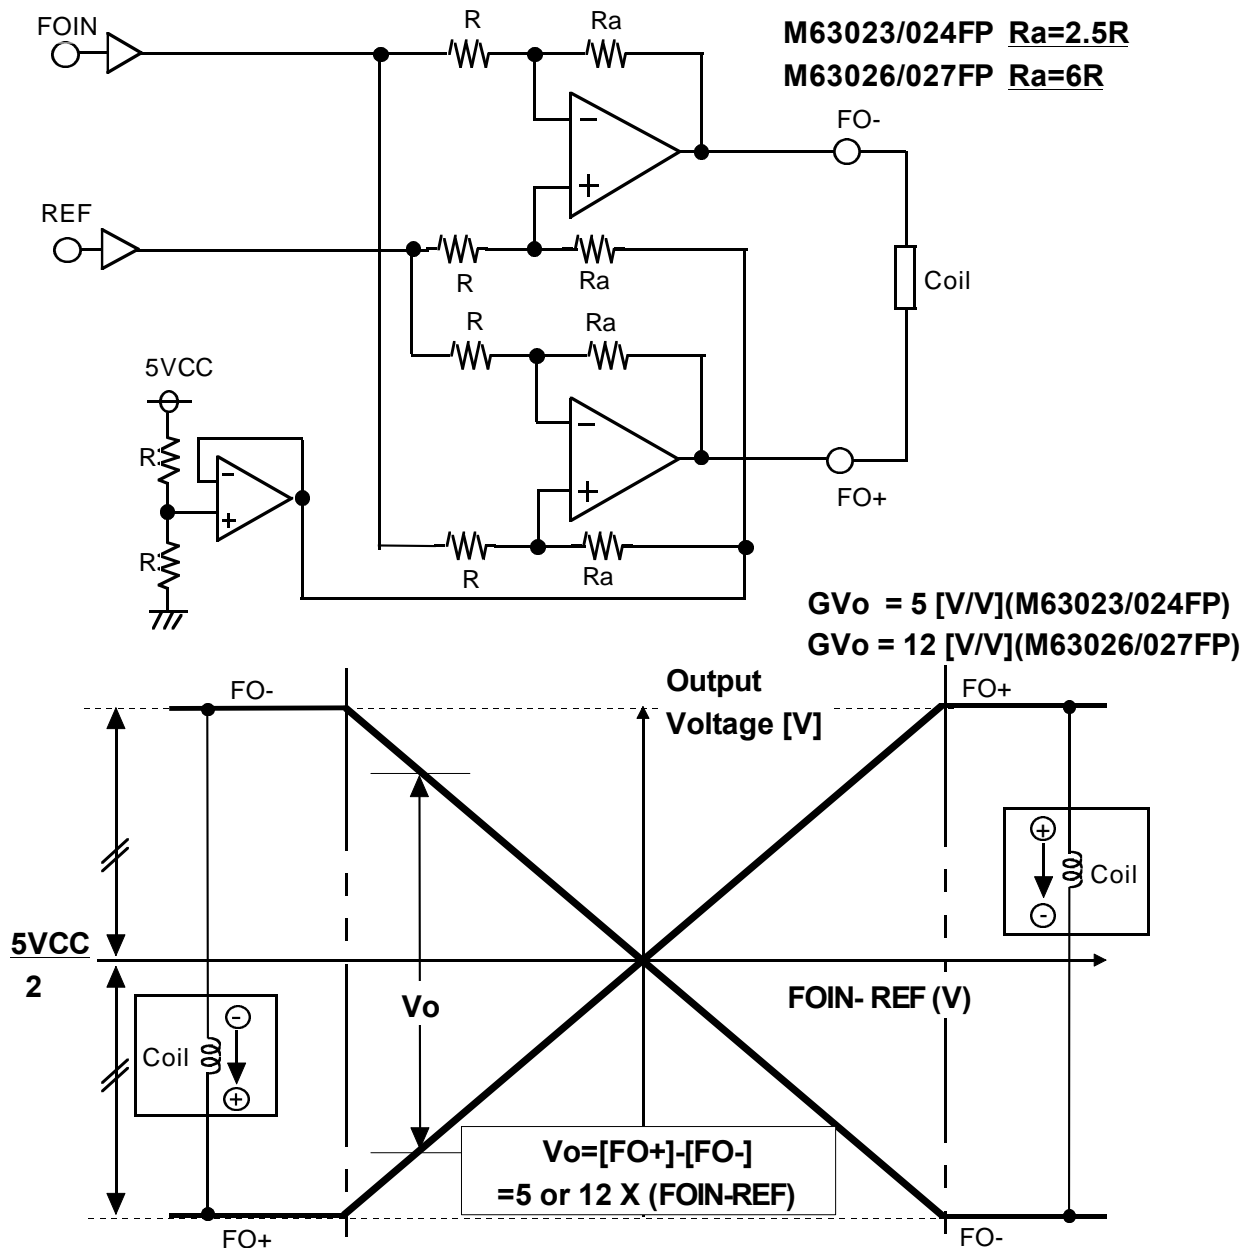 FOIN
R
Ra
M63023/024FP Ra=2.5R
M63026/027FP Ra=6R
FO-
−
+
REF
R
Ra
Coil
R
Ra
5VCC
R
−
+
−
+
FO+
R
R
Ra
GVo = 5 [V/V](M63023/024FP)
GVo = 12 [V/V](M63026/027FP)
FO-
Output
Voltage [V]
FO+
+
Coil
-
5VCC
2
Vo
FOIN- REF (V)
-
Coil
+
Vo=[FO+]-[FO-]
=5 or 12 X (FOIN-REF)
FO+
FO-